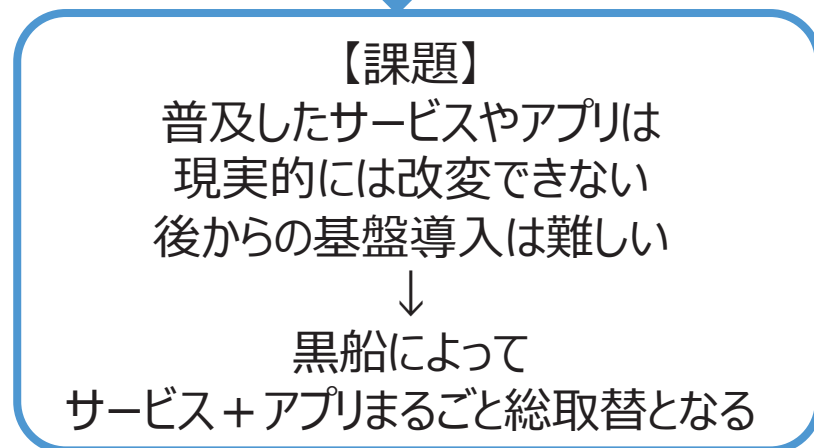 【課題】
普及したサービスやアプリは
現実的には改変できない
後からの基盤導入は難しい
↓
黒船によって
サービス＋アプリまるごと総取替となる